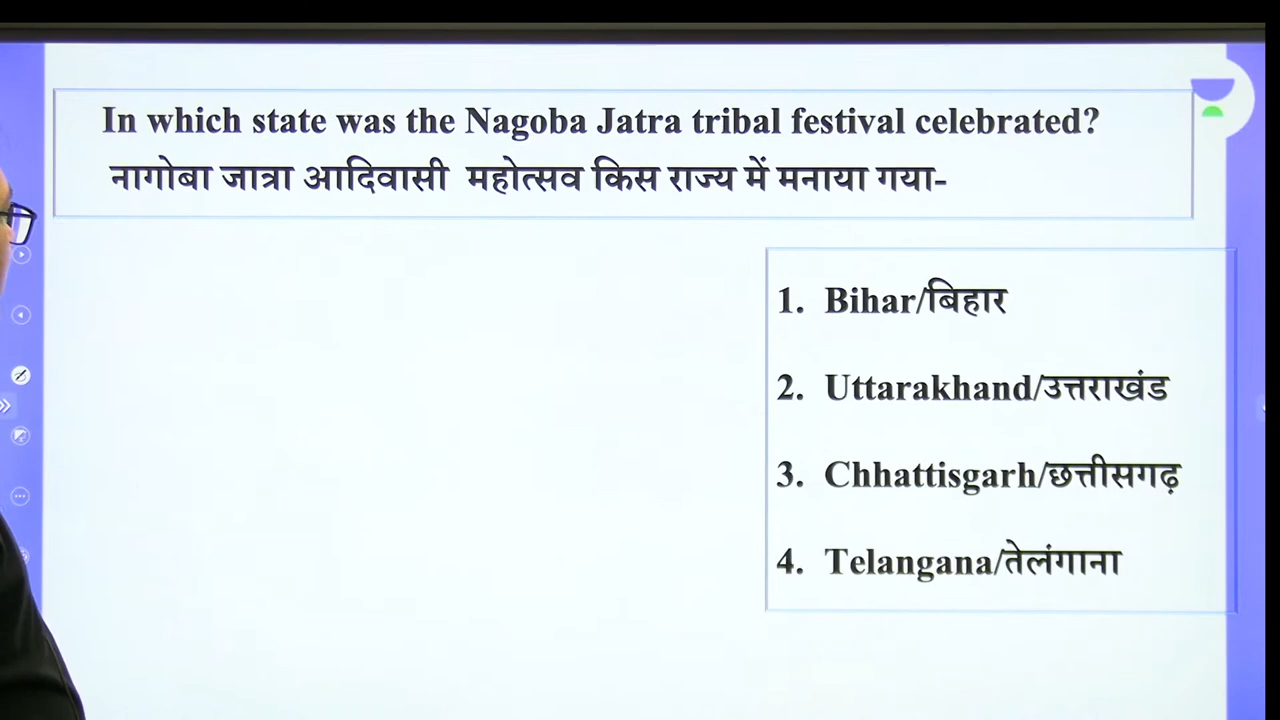 In which state was the Nagoba Jatra tribal festival celebrated?
नागोबा जात्रा आदिवासी महोत्सव किस राज्य में मनाया गया-
1. Bihar/बिहार
2. Uttarakhand/उत्तराखंड
3. Chhattisgarh/छत्तीसगढ़
4. Telangana/तेलंगाना